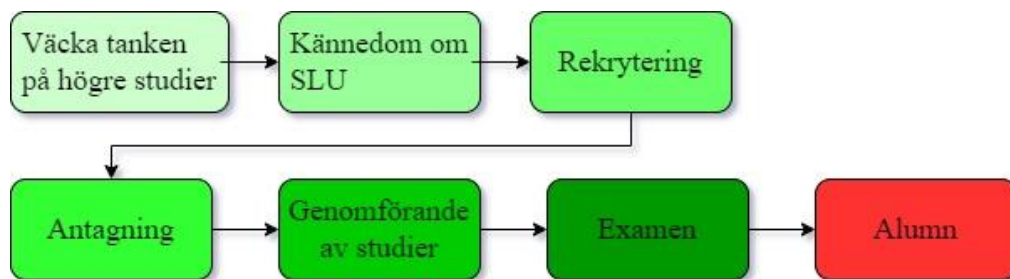 Väcka tanken
på högre studier
Kännedom om
SLU
Rekrytering
Antagning
Genomförande
av studier
Examen
Alumn